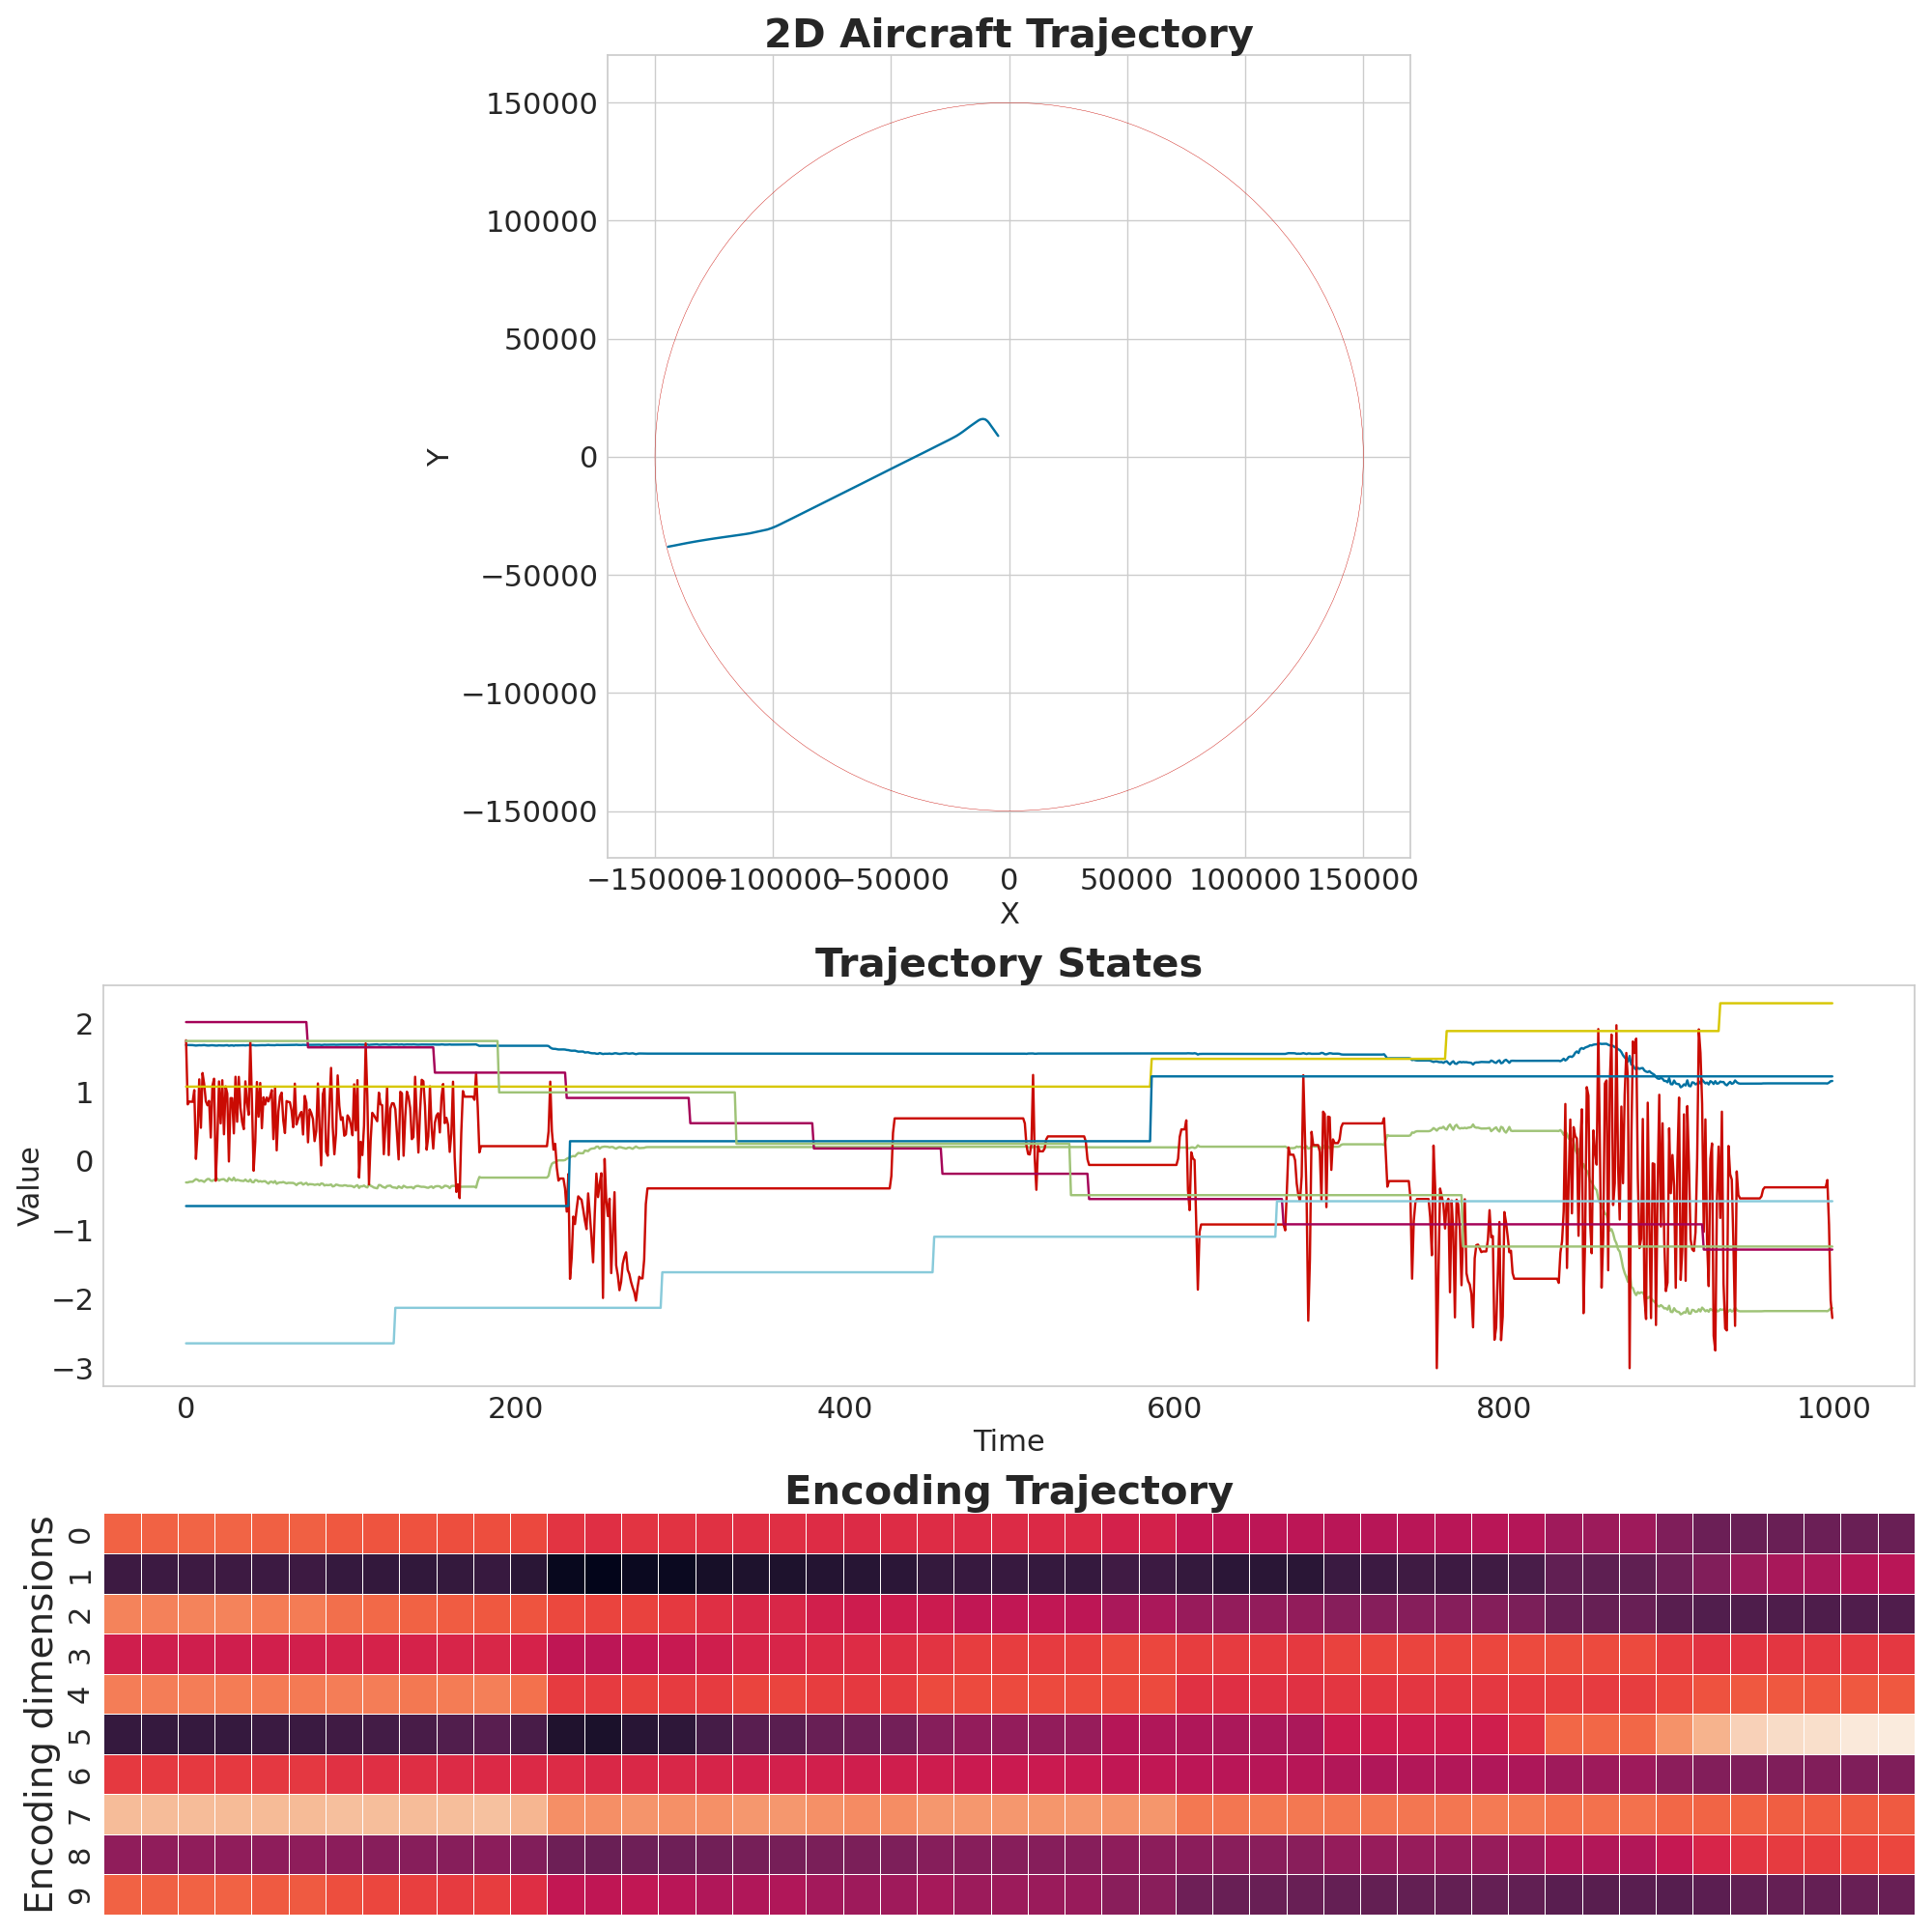 2D Aircraft Trajectory
150000
100000
50000
0
−50000
−100000
−150000
Y
−150000 −100000 −50000 0 50000 100000 150000
X
Trajectory States
2
1
0
−1
−2
−3
Value
0 200 400 600 800 1000
Time
Encoding Trajectory
Encoding dimensions
0
1
2
3
4
5
6
7
8
9